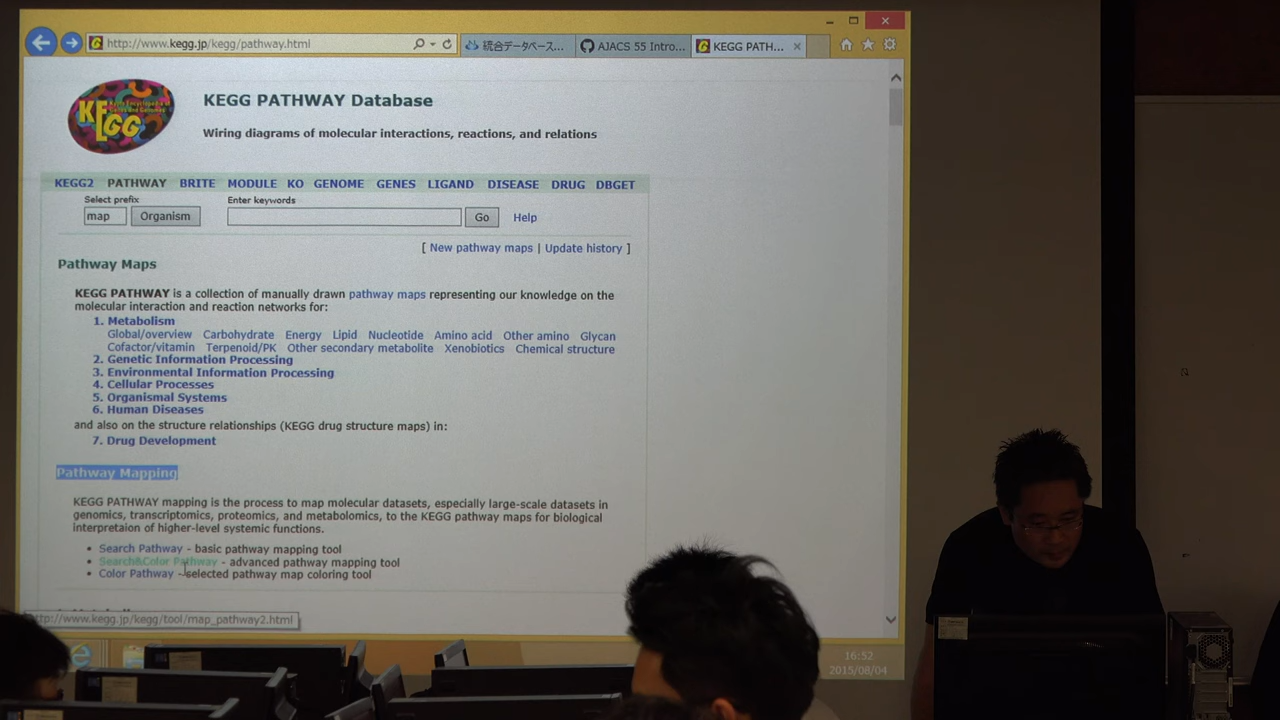 http://www.kegg.jp/kegg/pathway.html
統合データベース...
AJACS 55 Intro...
KEGG PATH...
KEGG
Kyoto Encyclopedia of Genes and Genomes
KEGG PATHWAY Database
Wiring diagrams of molecular interactions, reactions, and relations
KEGG2 PATHWAY BRITE MODULE KO GENOME GENES LIGAND DISEASE DRUG DBGET
Select prefix
Enter keywords
map Organism Go Help
[ New pathway maps | Update history ]
Pathway Maps
KEGG PATHWAY is a collection of manually drawn pathway maps representing our knowledge on the
molecular interaction and reaction networks for:
1. Metabolism
Global/overview Carbohydrate Energy Lipid Nucleotide Amino acid Other amino Glycan
Cofactor/vitamin Terpenoid/PK Other secondary metabolite Xenobiotics Chemical structure
2. Genetic Information Processing
3. Environmental Information Processing
4. Cellular Processes
5. Organismal Systems
6. Human Diseases
and also on the structure relationships (KEGG drug structure maps) in:
7. Drug Development
Pathway Mapping
KEGG PATHWAY mapping is the process to map molecular datasets, especially large-scale datasets in
genomics, transcriptomics, proteomics, and metabolomics, to the KEGG pathway maps for biological
interpretaion of higher-level systemic functions.
• Search Pathway - basic pathway mapping tool
• Search&Color Pathway - advanced pathway mapping tool
• Color Pathway - selected pathway map coloring tool
http://www.kegg.jp/kegg/tool/map_pathway2.html
16:52
2015/08/04